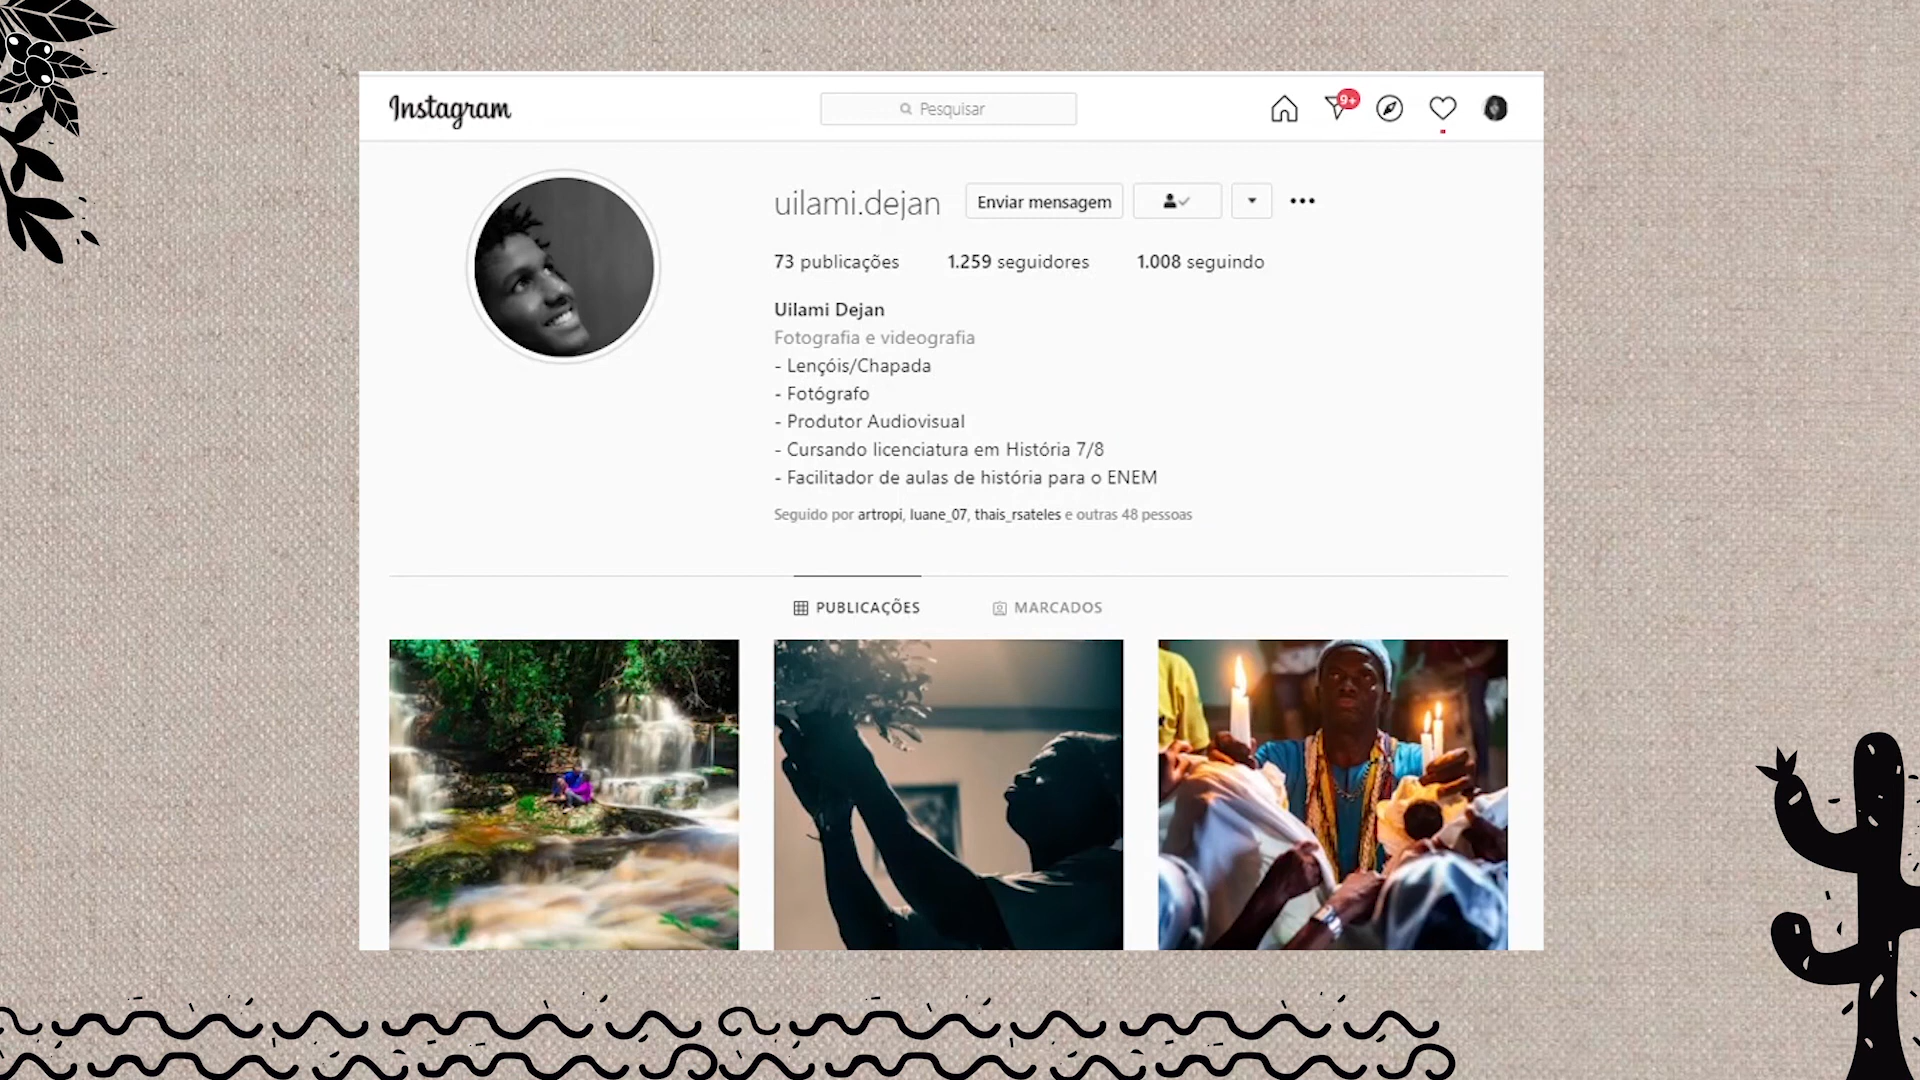 Instagram
Pesquisar
9+
uilami.dejan
Enviar mensagem
73 publicações 1.259 seguidores 1.008 seguindo
Uilami Dejan
Fotografia e videografia
- Lençóis/Chapada
- Fotógrafo
- Produtor Audiovisual
- Cursando licenciatura em História 7/8
- Facilitador de aulas de história para o ENEM
Seguido por artropi, luane_07, thais_rsateles e outras 48 pessoas
PUBLICAÇÕES MARCADOS